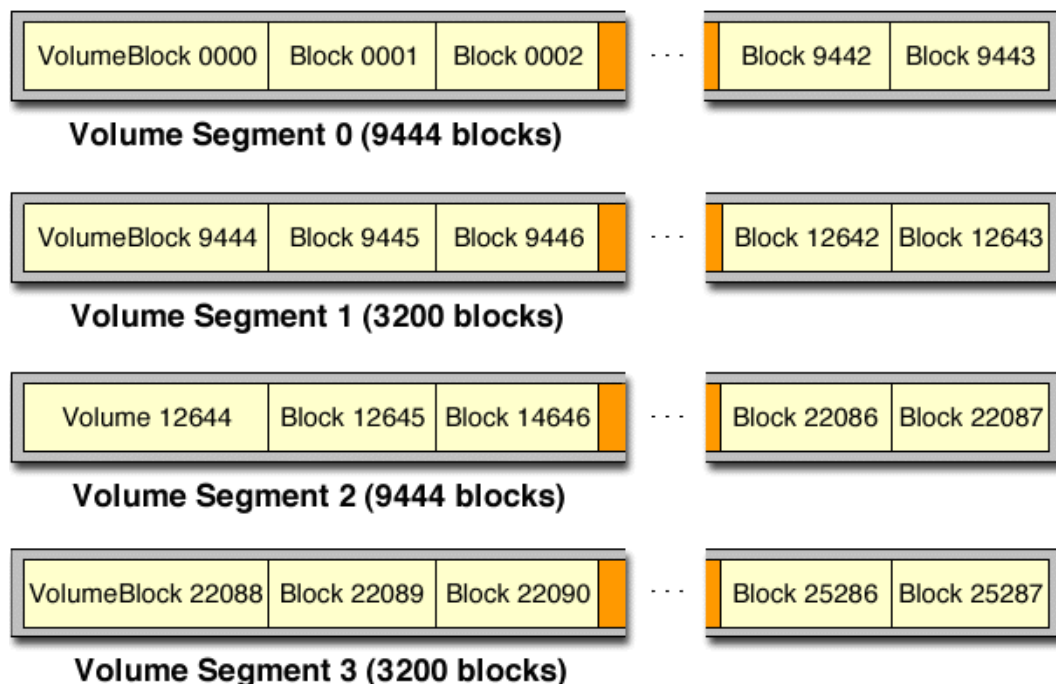 VolumeBlock 0000 Block 0001 Block 0002 ... Block 9442 Block 9443
Volume Segment 0 (9444 blocks)
VolumeBlock 9444 Block 9445 Block 9446 ... Block 12642 Block 12643
Volume Segment 1 (3200 blocks)
Volume 12644 Block 12645 Block 14646 ... Block 22086 Block 22087
Volume Segment 2 (9444 blocks)
VolumeBlock 22088 Block 22089 Block 22090 ... Block 25286 Block 25287
Volume Segment 3 (3200 blocks)